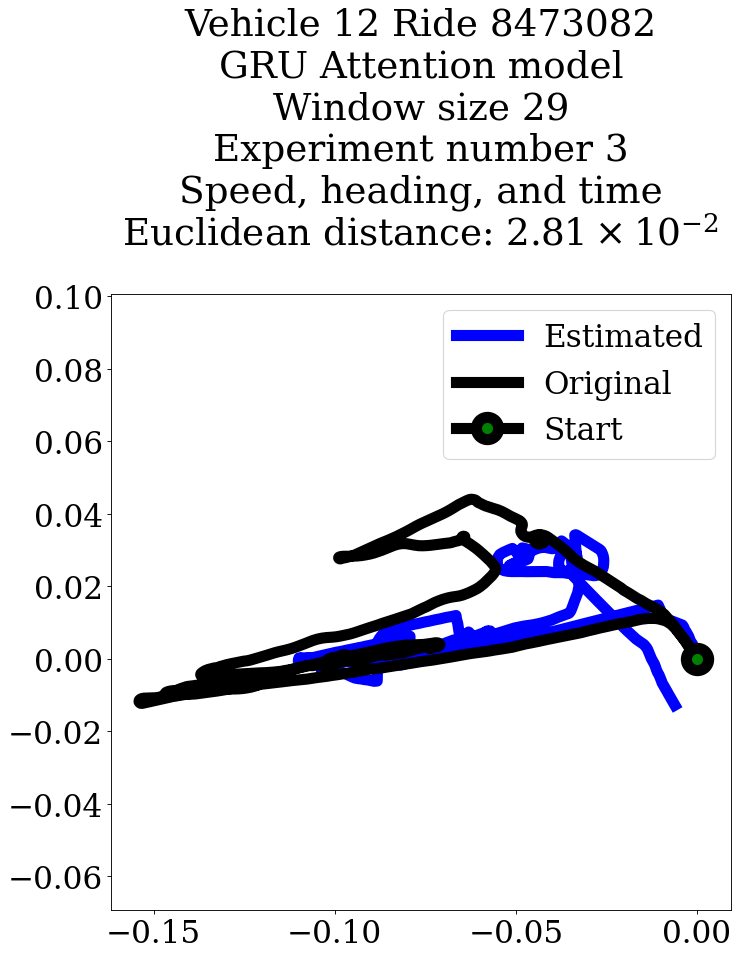 Vehicle 12 Ride 8473082
GRU Attention model
Window size 29
Experiment number 3
Speed, heading, and time
Euclidean distance: 2.81 × 10⁻²
Estimated
Original
Start
0.10
0.08
0.06
0.04
0.02
0.00
−0.02
−0.04
−0.06
−0.15 −0.10 −0.05 0.00